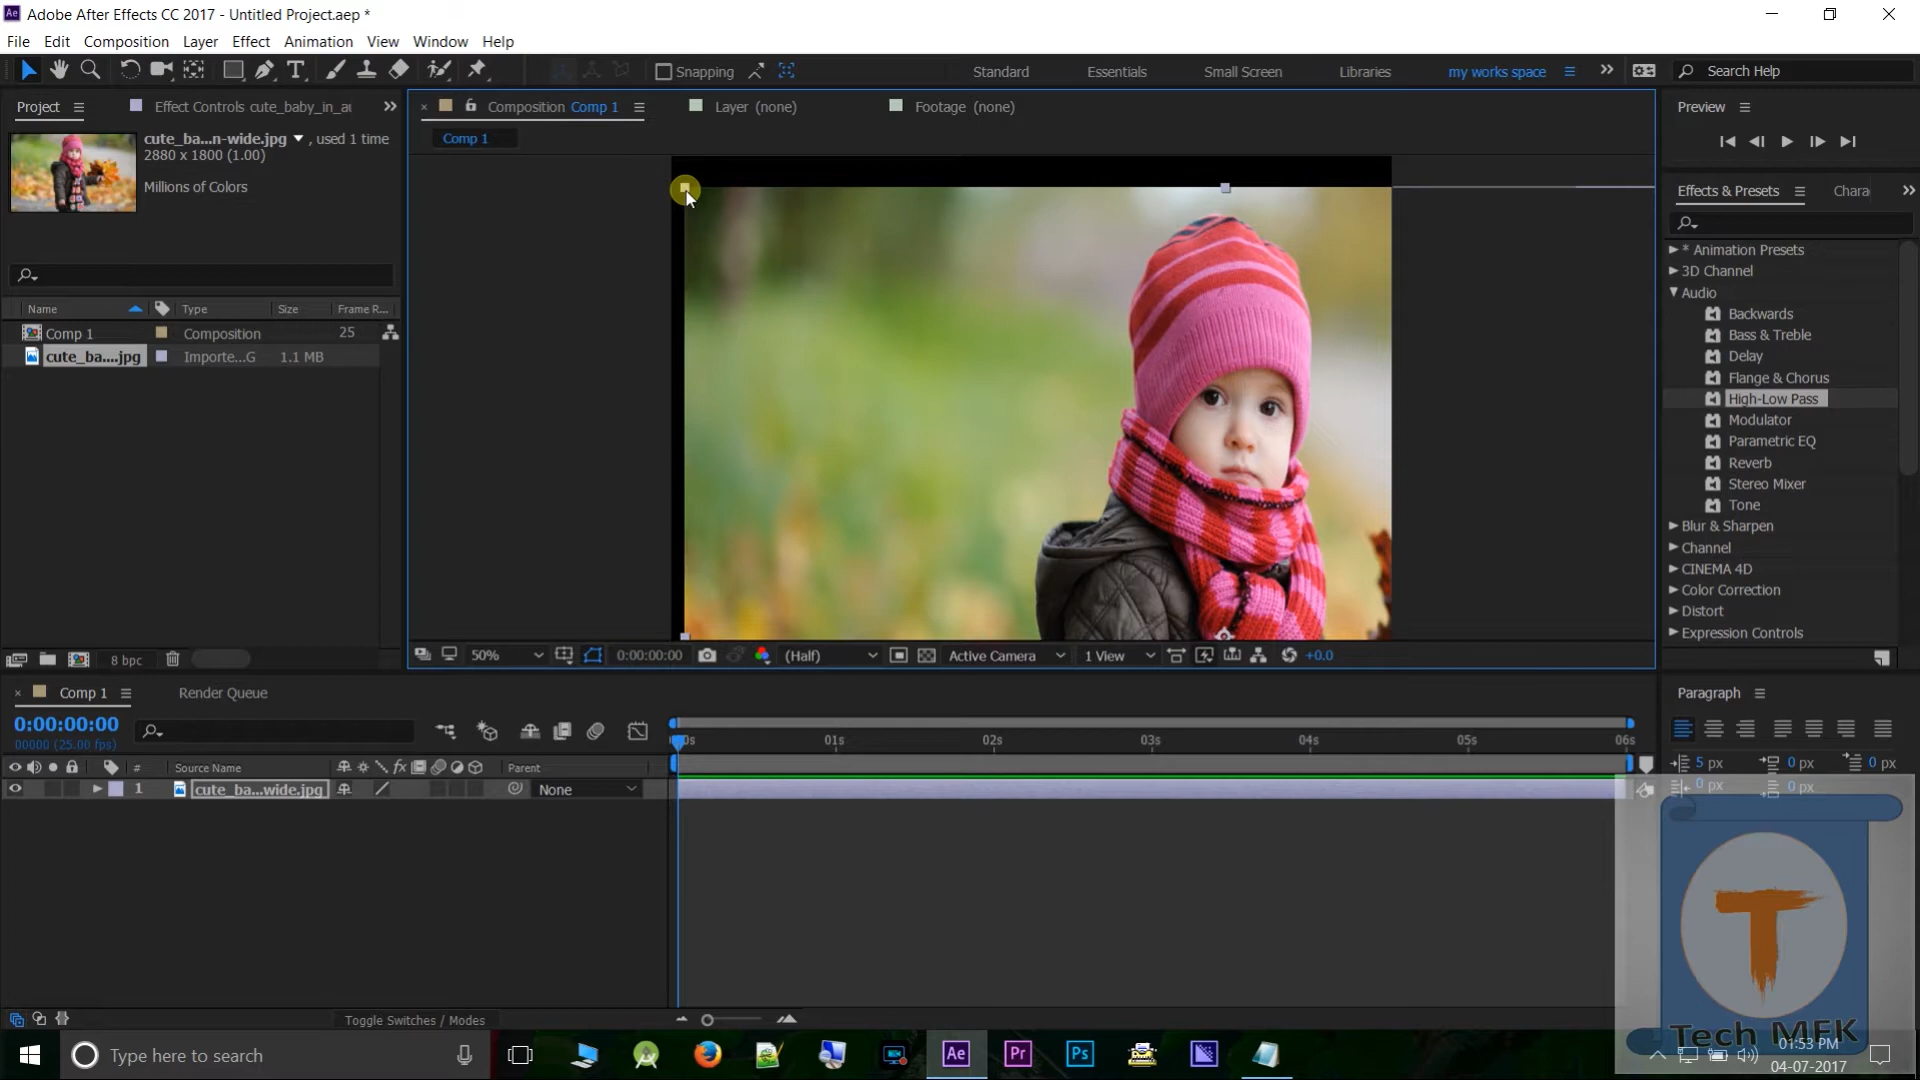 Adobe After Effects CC 2017 - Untitled Project.aep *
File Edit Composition Layer Effect Animation View Window Help
Snapping
Standard Essentials Small Screen Libraries my works space
Search Help
Project
Effect Controls cute_baby_in_au
cute_ba...n-wide.jpg , used 1 time
2880 x 1800 (1.00)
Millions of Colors
Name Type Size Frame R...
Comp 1 Composition 25
cute_ba....jpg Importe...G 1.1 MB
8 bpc
Composition Comp 1
Layer (none)
Footage (none)
Comp 1
50% 0:00:00:00 (Half) Active Camera 1 View +0.0
Preview
Effects & Presets
Chara
* Animation Presets
3D Channel
Audio
Backwards
Bass & Treble
Delay
Flange & Chorus
High-Low Pass
Modulator
Parametric EQ
Reverb
Stereo Mixer
Tone
Blur & Sharpen
Channel
CINEMA 4D
Color Correction
Distort
Expression Controls
Comp 1
Render Queue
0:00:00:00
00000 (25.00 fps)
# Source Name Parent
1 cute_ba...wide.jpg None
0s 01s 02s 03s 04s 05s 06s
Toggle Switches / Modes
Paragraph
5 px 0 px 0 px
0 px 0 px
T
Tech MFK
Type here to search
Ae Pr Ps
01:53 PM
04-07-2017